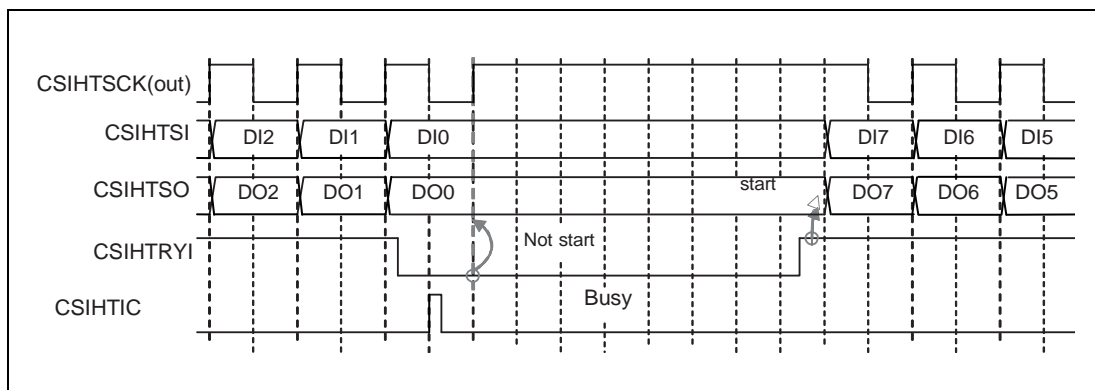 CSIHTSCK(out)
CSIHTSI DI2 DI1 DI0 DI7 DI6 DI5
start
CSIHTSO DO2 DO1 DO0 DO7 DO6 DO5
Not start
CSIHTRYI
Busy
CSIHTIC